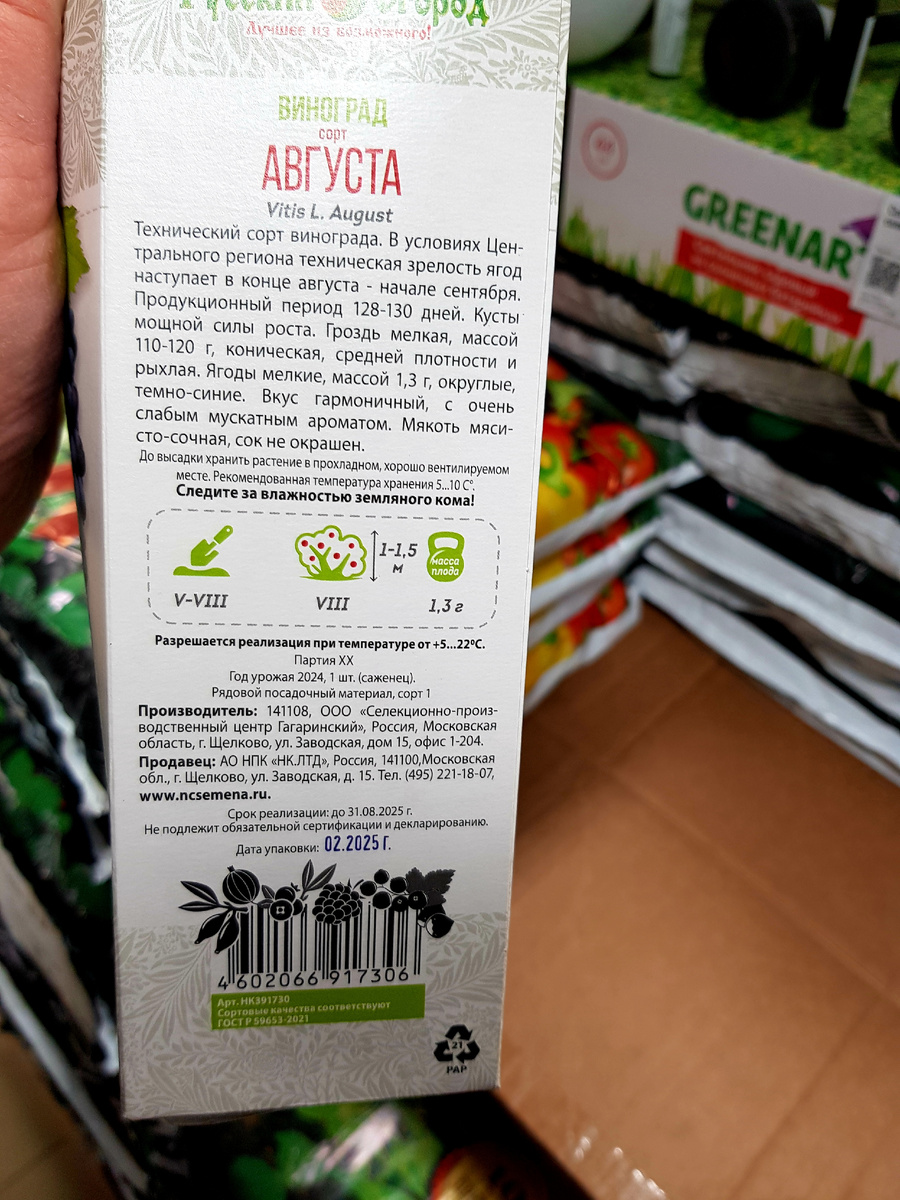 Русский Огород
Лучшее из возможного!
ВИНОГРАД
сорт
АВГУСТА
Vitis L. August
Технический сорт винограда. В условиях Цен-
трального региона техническая зрелость ягод
наступает в конце августа - начале сентября.
Продукционный период 128-130 дней. Кусты
мощной силы роста. Гроздь мелкая, массой
110-120 г, коническая, средней плотности и
рыхлая. Ягоды мелкие, массой 1,3 г, округлые,
темно-синие. Вкус гармоничный, с очень
слабым мускатным ароматом. Мякоть мяси-
сто-сочная, сок не окрашен.
До высадки хранить растение в прохладном, хорошо вентилируемом
месте. Рекомендованная температура хранения 5...10 C°.
Следите за влажностью земляного кома!
1-1,5
м
масса
плода
V-VIII
VIII
1,3 г
Разрешается реализация при температуре от +5...22ºС.
Партия XX
Год урожая 2024, 1 шт. (саженец).
Рядовой посадочный материал, сорт 1
Производитель: 141108, ООО «Селекционно-произ-
водственный центр Гагаринский», Россия, Московская
область, г. Щелково, ул. Заводская, дом 15, офис 1-204.
Продавец: АО НПК «НК.ЛТД», Россия, 141100,Московская
обл., г. Щелково, ул. Заводская, д. 15. Тел. (495) 221-18-07,
www.ncsemena.ru.
Срок реализации: до 31.08.2025 г.
Не подлежит обязательной сертификации и декларированию.
Дата упаковки: 02.2025 Г.
4 602066 917306
Арт. НК391730
Сортовые качества соответствуют
ГОСТ Р 59653-2021
21
PAP
GREENART